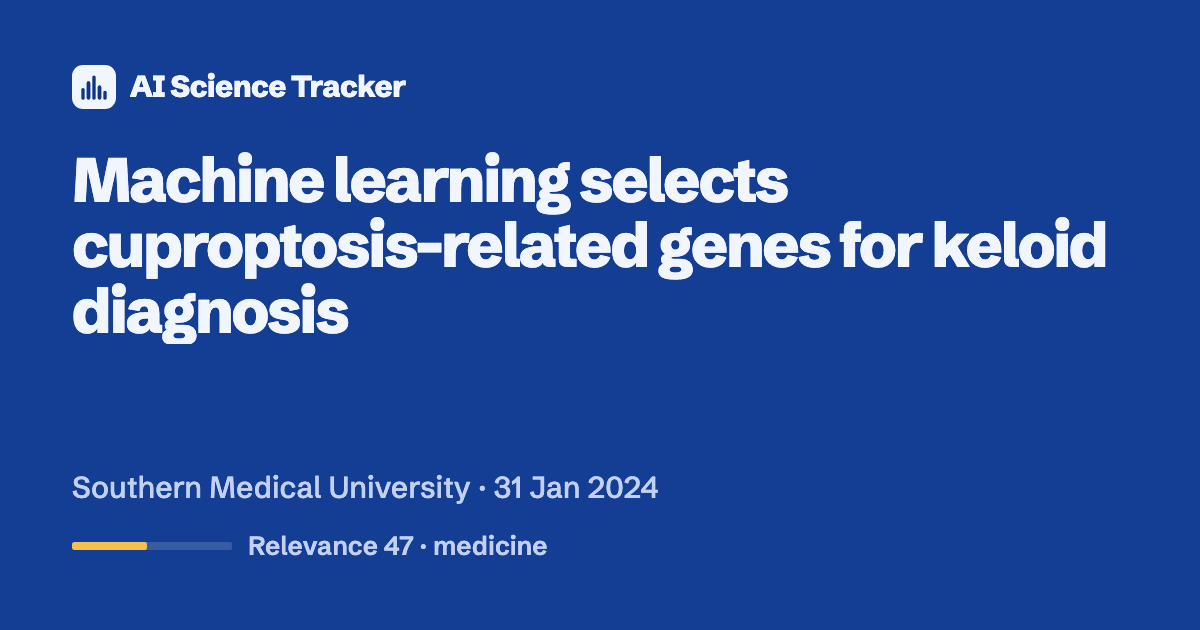 AI Science Tracker
Machine learning selects
cuproptosis-related genes for keloid
diagnosis
Southern Medical University · 31 Jan 2024
Relevance 47 · medicine